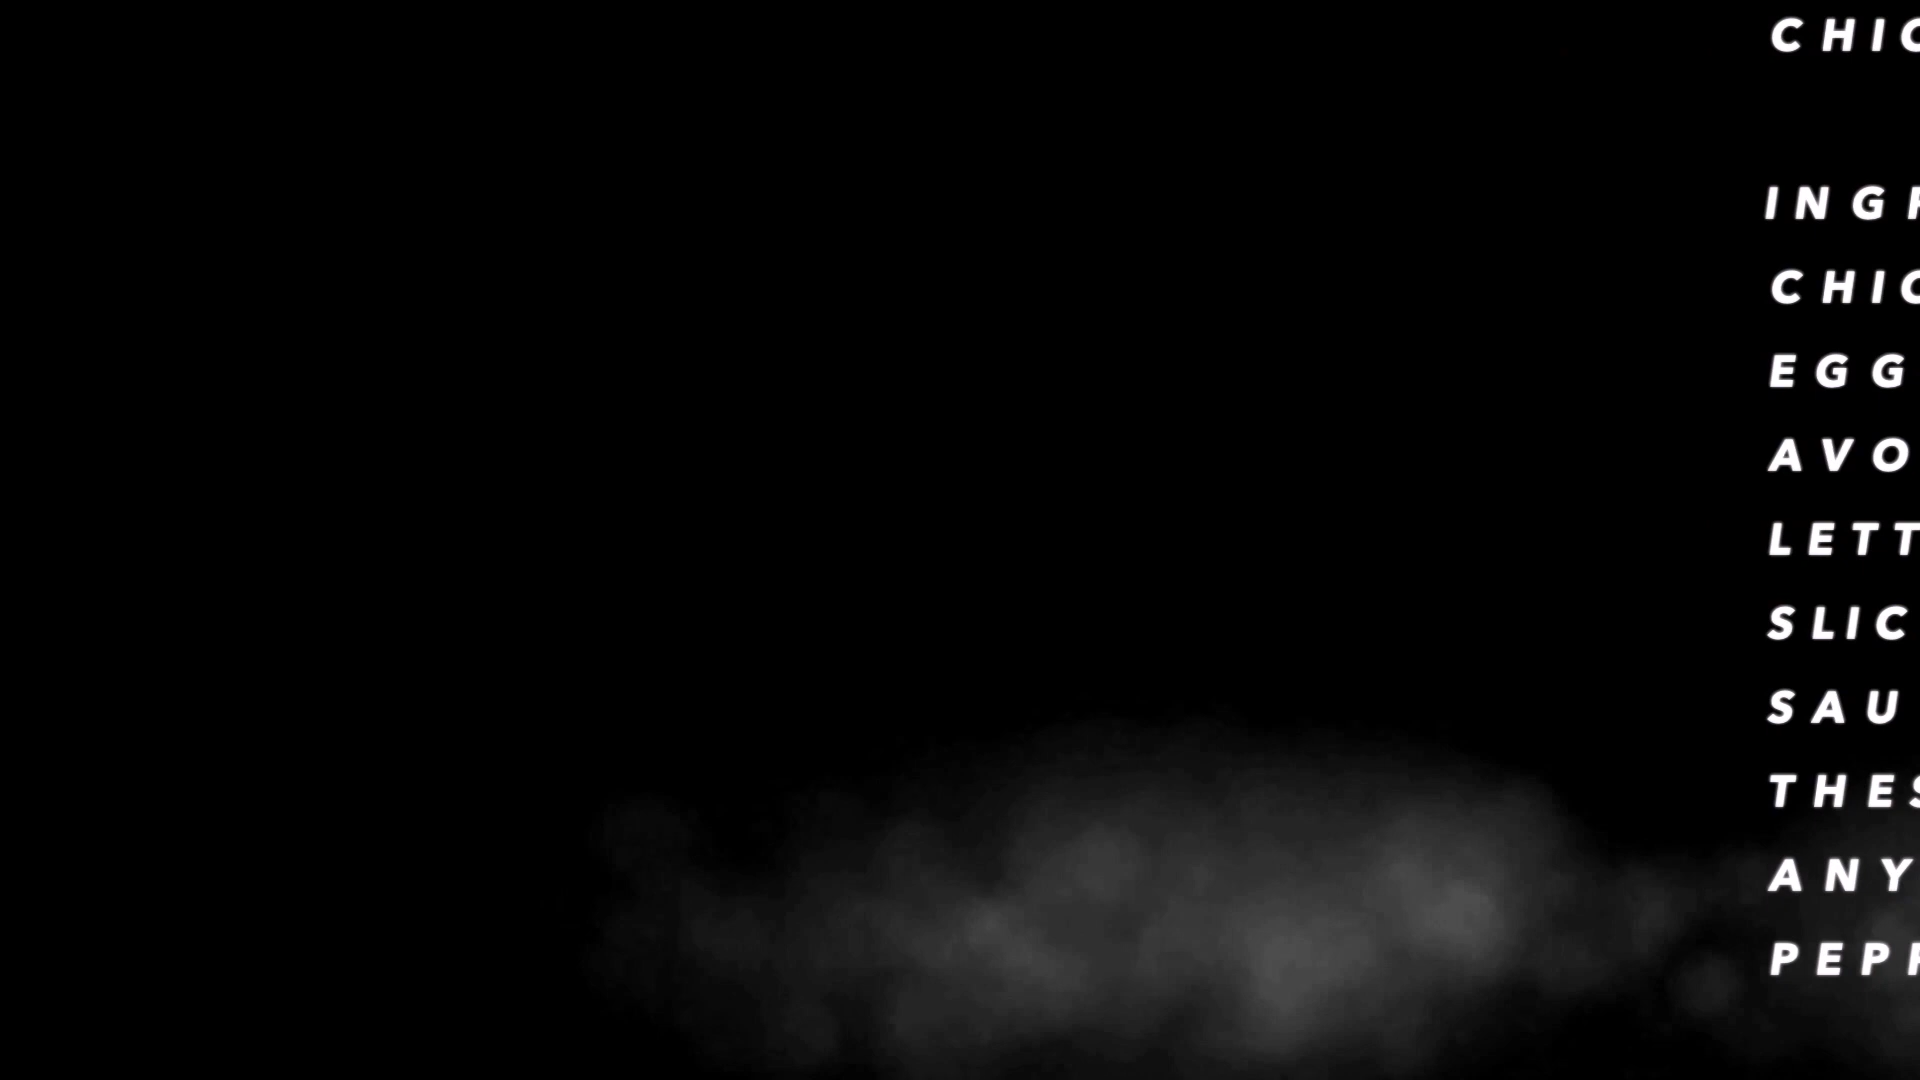 CHIC
INGR
CHIC
EGG
AVO
LETT
SLIC
SAU
THES
ANY
PEPP